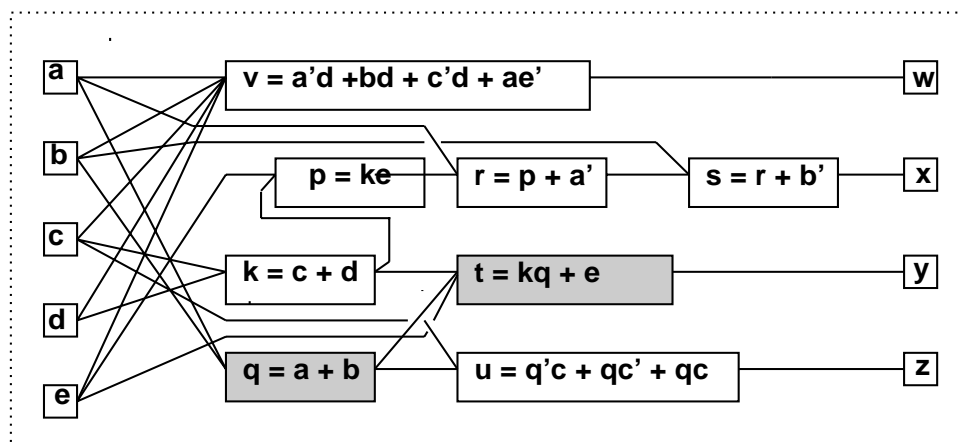 a
v = a'd +bd + c'd + ae'
w
b
p = ke
r = p + a'
s = r + b'
x
c
k = c + d
t = kq + e
y
d
q = a + b
u = q'c + qc' + qc
z
e